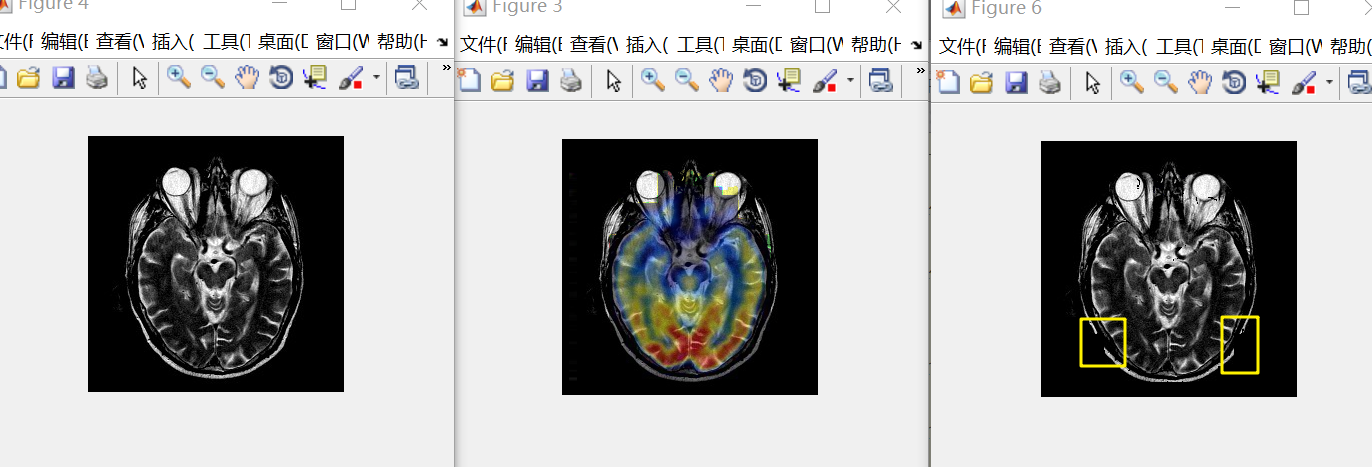 Figure 4
文件(F 编辑(E 查看(V 插入( 工具(T 桌面(D 窗口(W 帮助(H
Figure 3
文件(F 编辑(E 查看(V 插入( 工具(T 桌面(D 窗口(W 帮助(H
Figure 6
文件(F 编辑(E 查看(V 插入( 工具(T 桌面(D 窗口(W 帮助(